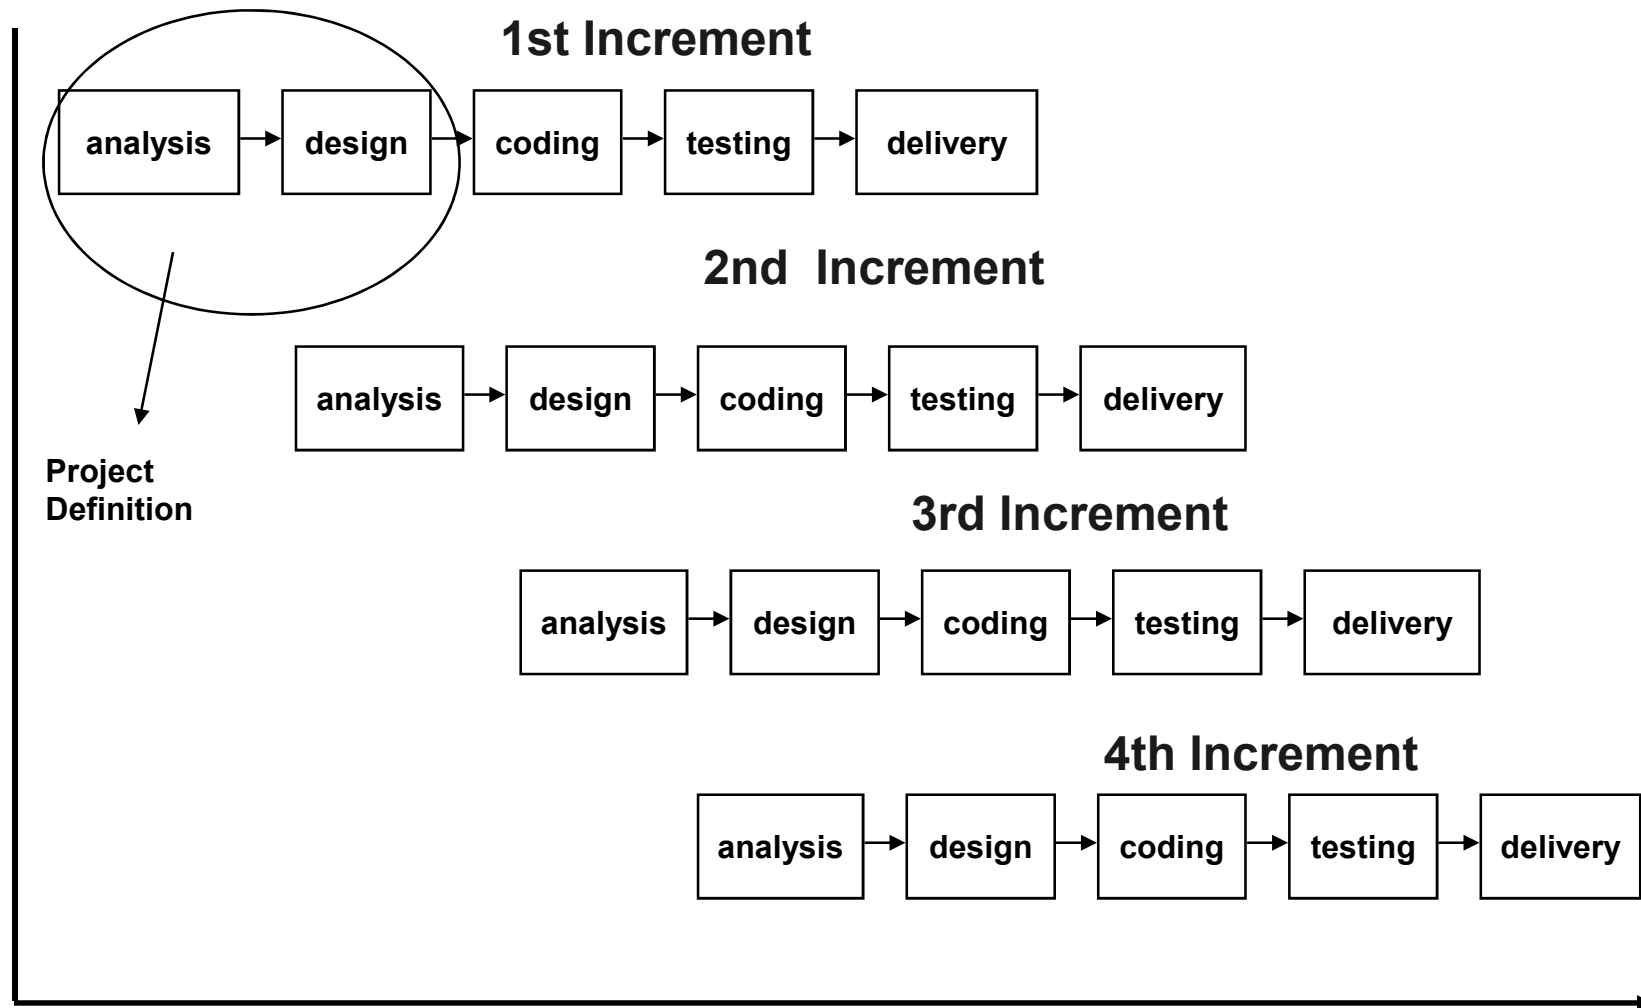 1st Increment
analysis design coding testing delivery
2nd Increment
analysis design coding testing delivery
Project
Definition
3rd Increment
analysis design coding testing delivery
4th Increment
analysis design coding testing delivery